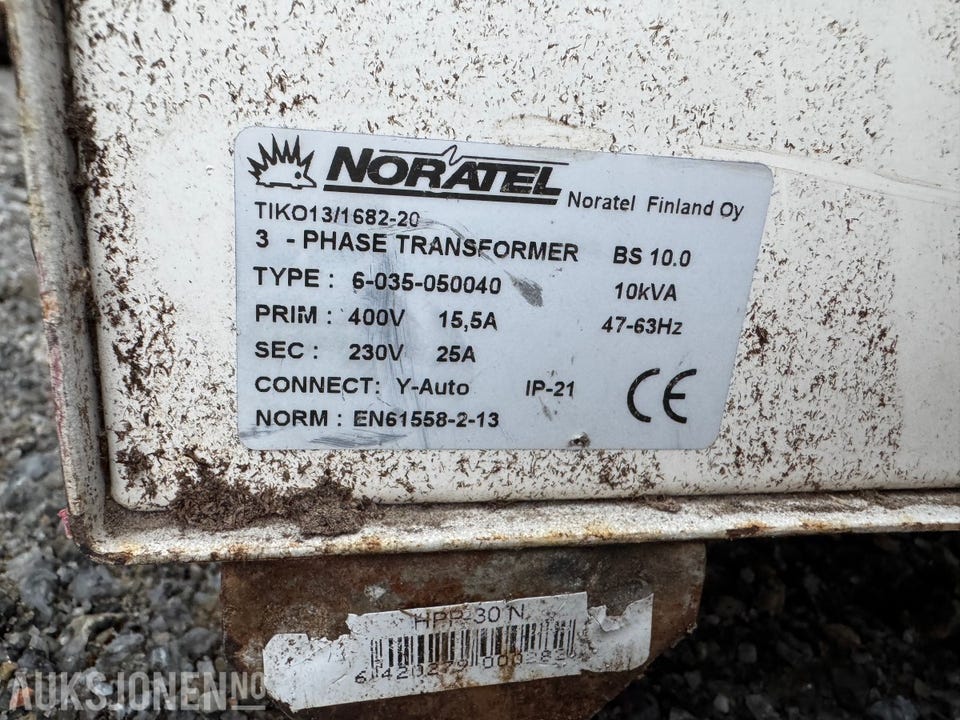 NORATEL Noratel Finland Oy
TIKO13/1682-20
3 - PHASE TRANSFORMER BS 10.0
TYPE : 6-035-050040 10kVA
PRIM : 400V 15,5A 47-63Hz
SEC : 230V 25A
CONNECT: Y-Auto IP-21 CE
NORM : EN61558-2-13
HPP-30 N
AUKSJONEN.NO